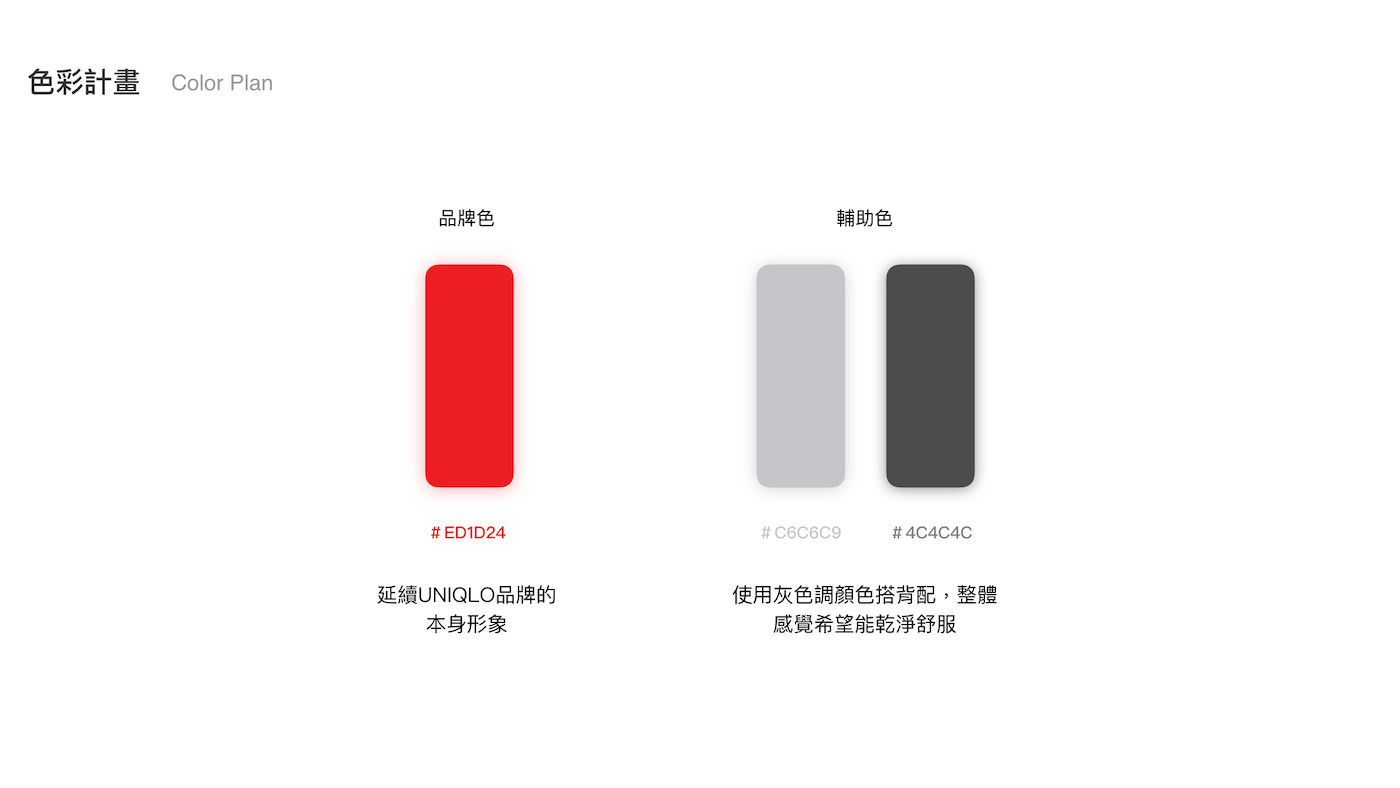 色彩計畫 Color Plan
品牌色
輔助色
# ED1D24
# C6C6C9
# 4C4C4C
延續UNIQLO品牌的
本身形象
使用灰色調顏色搭背配，整體
感覺希望能乾淨舒服